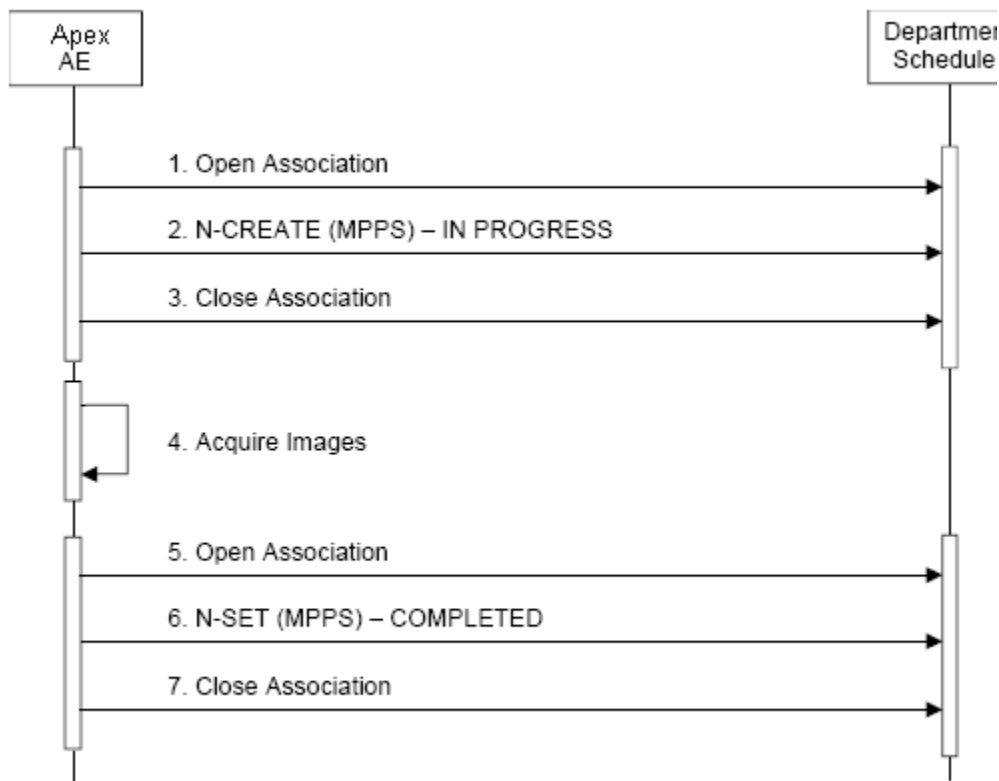 Apex
AE
Departmen
Schedule
1. Open Association
2. N-CREATE (MPPS) – IN PROGRESS
3. Close Association
4. Acquire Images
5. Open Association
6. N-SET (MPPS) – COMPLETED
7. Close Association